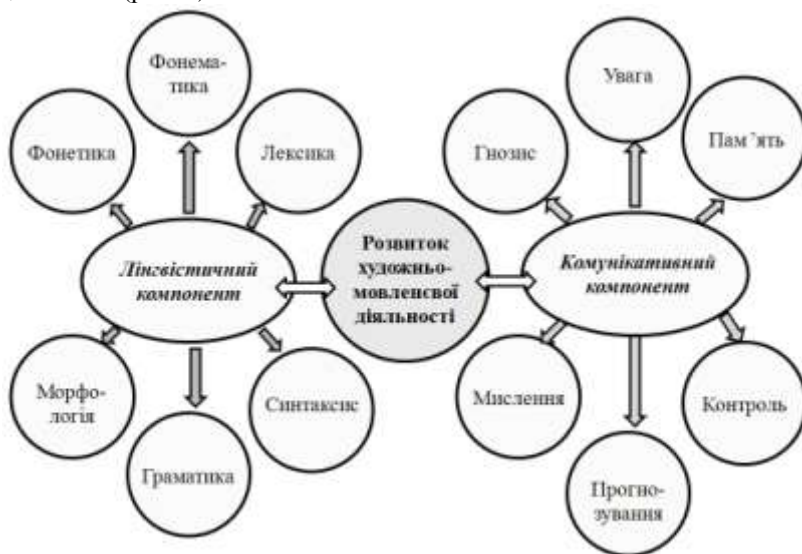 Фонема-
тика
Фонетика
Лексика
Лінгвістичний
компонент
Морфо-
логія
Граматика
Синтаксис
Розвиток
художньо-
мовленєвої
діяльності
Увага
Гнозис
Пам’ять
Комунікативний
компонент
Мислення
Контроль
Прогно-
зування